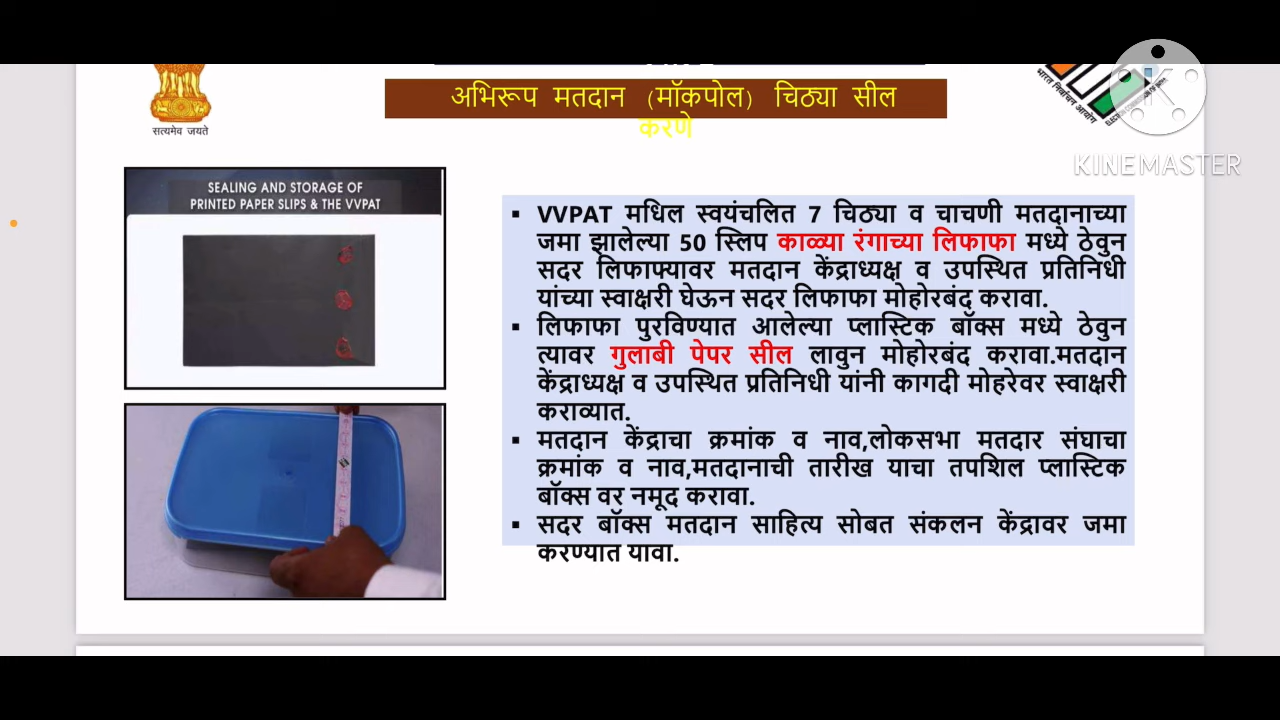 अभिरूप मतदान (मॉकपोल) चिठ्या सील
करणे
सत्यमेव जयते
भारत निर्वाचन आयोग
KINEMASTER
SEALING AND STORAGE OF
PRINTED PAPER SLIPS & THE VVPAT
▪ VVPAT मधिल स्वयंचलित 7 चिठ्या व चाचणी मतदानाच्या
जमा झालेल्या 50 स्लिप काळ्या रंगाच्या लिफाफा मध्ये ठेवुन
सदर लिफाफ्यावर मतदान केंद्राध्यक्ष व उपस्थित प्रतिनिधी
यांच्या स्वाक्षरी घेऊन सदर लिफाफा मोहोरबंद करावा.
▪ लिफाफा पुरविण्यात आलेल्या प्लास्टिक बॉक्स मध्ये ठेवुन
त्यावर गुलाबी पेपर सील लावुन मोहोरबंद करावा.मतदान
केंद्राध्यक्ष व उपस्थित प्रतिनिधी यांनी कागदी मोहरेवर स्वाक्षरी
कराव्यात.
▪ मतदान केंद्राचा क्रमांक व नाव,लोकसभा मतदार संघाचा
क्रमांक व नाव,मतदानाची तारीख याचा तपशिल प्लास्टिक
बॉक्स वर नमूद करावा.
▪ सदर बॉक्स मतदान साहित्य सोबत संकलन केंद्रावर जमा
करण्यात यावा.